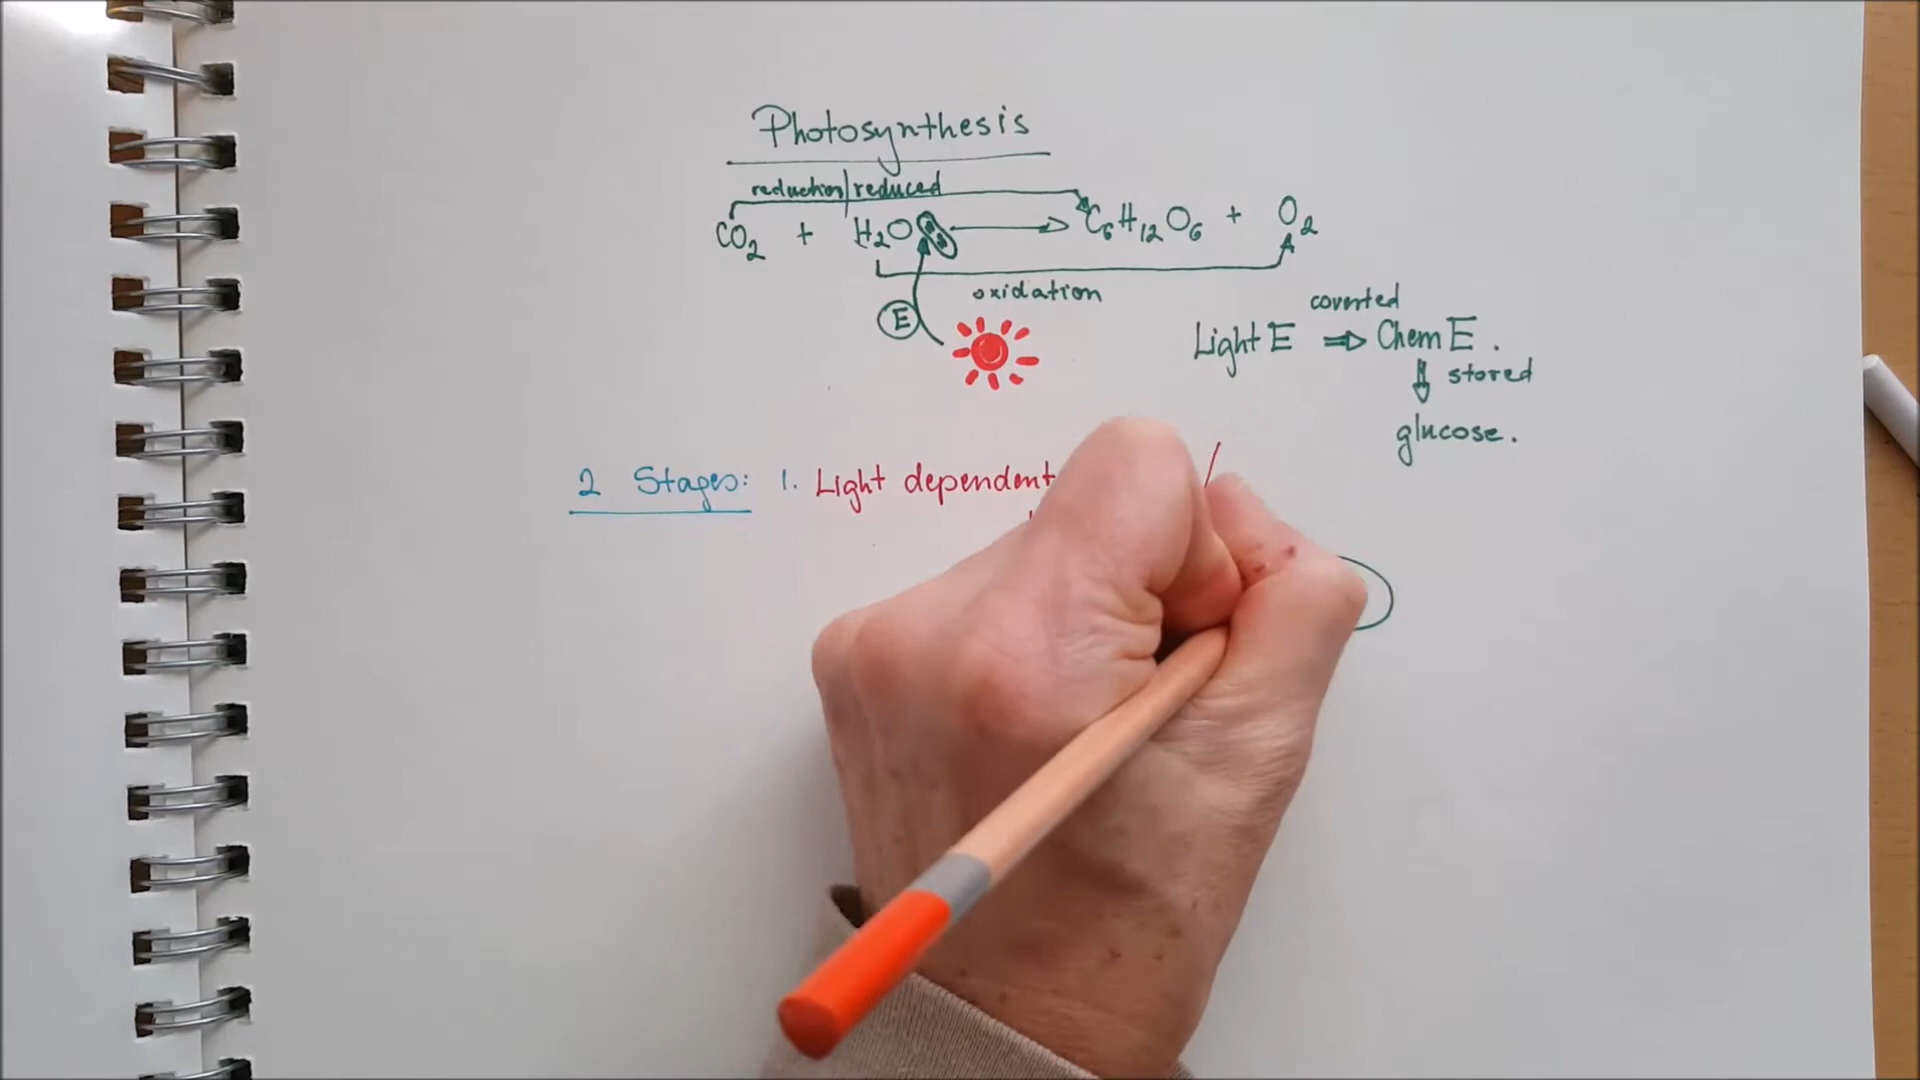 Photosynthesis
reduction/reduced
CO₂ + H₂O → C₆H₁₂O₆ + O₂
oxidation
E
coverted
Light E ⇒ Chem E.
stored
glucose.
2 Stages: 1. Light dependent